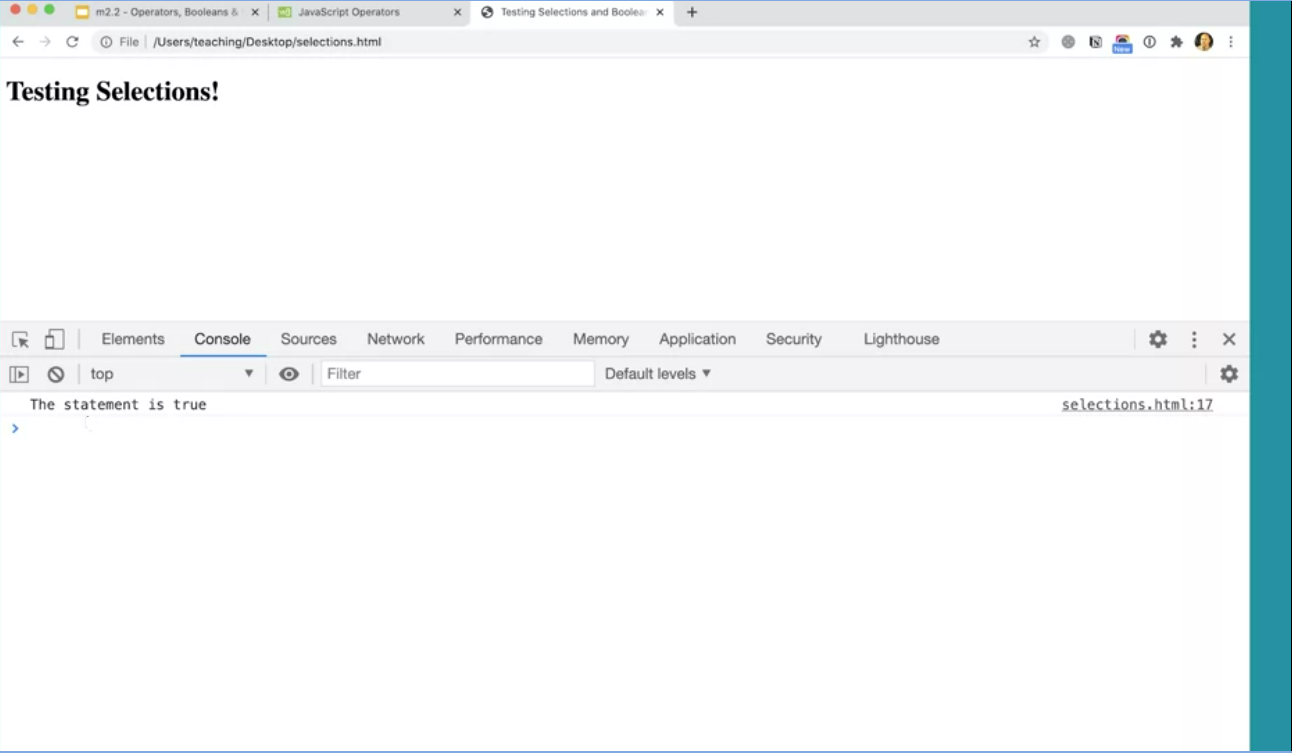 m2.2 - Operators, Booleans &
JavaScript Operators
Testing Selections and Boolea
File
/Users/teaching/Desktop/selections.html
New
Testing Selections!
Elements
Console
Sources
Network
Performance
Memory
Application
Security
Lighthouse
top
Filter
Default levels
The statement is true
selections.html:17